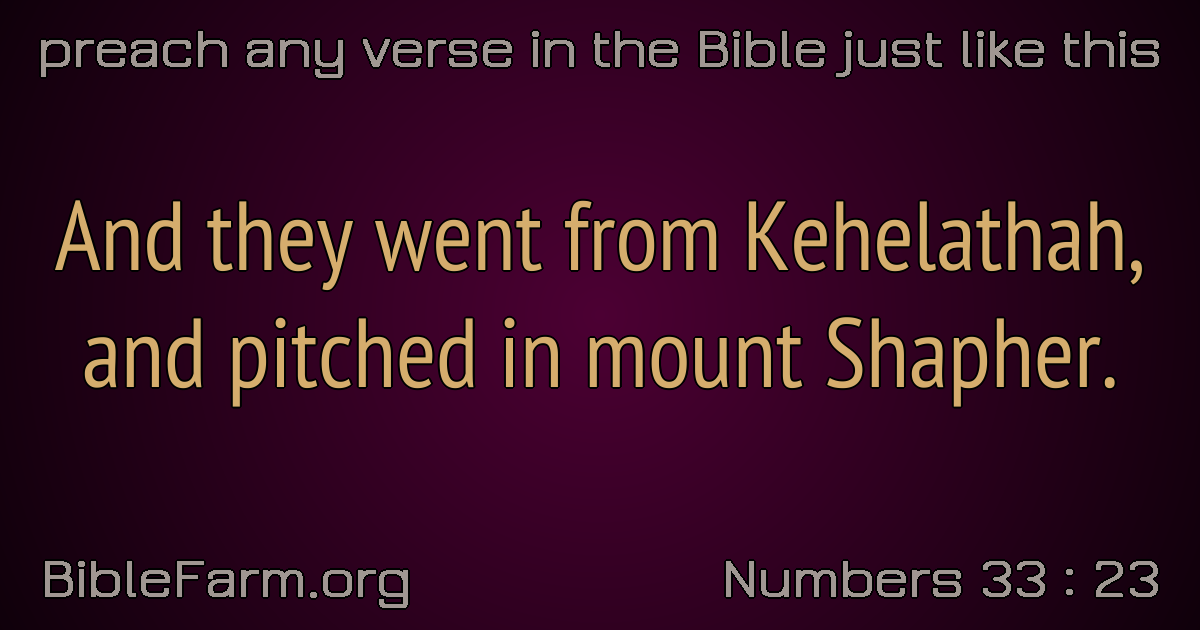 preach any verse in the Bible just like this
And they went from Kehelathah,
and pitched in mount Shapher.
BibleFarm.org
Numbers 33 : 23